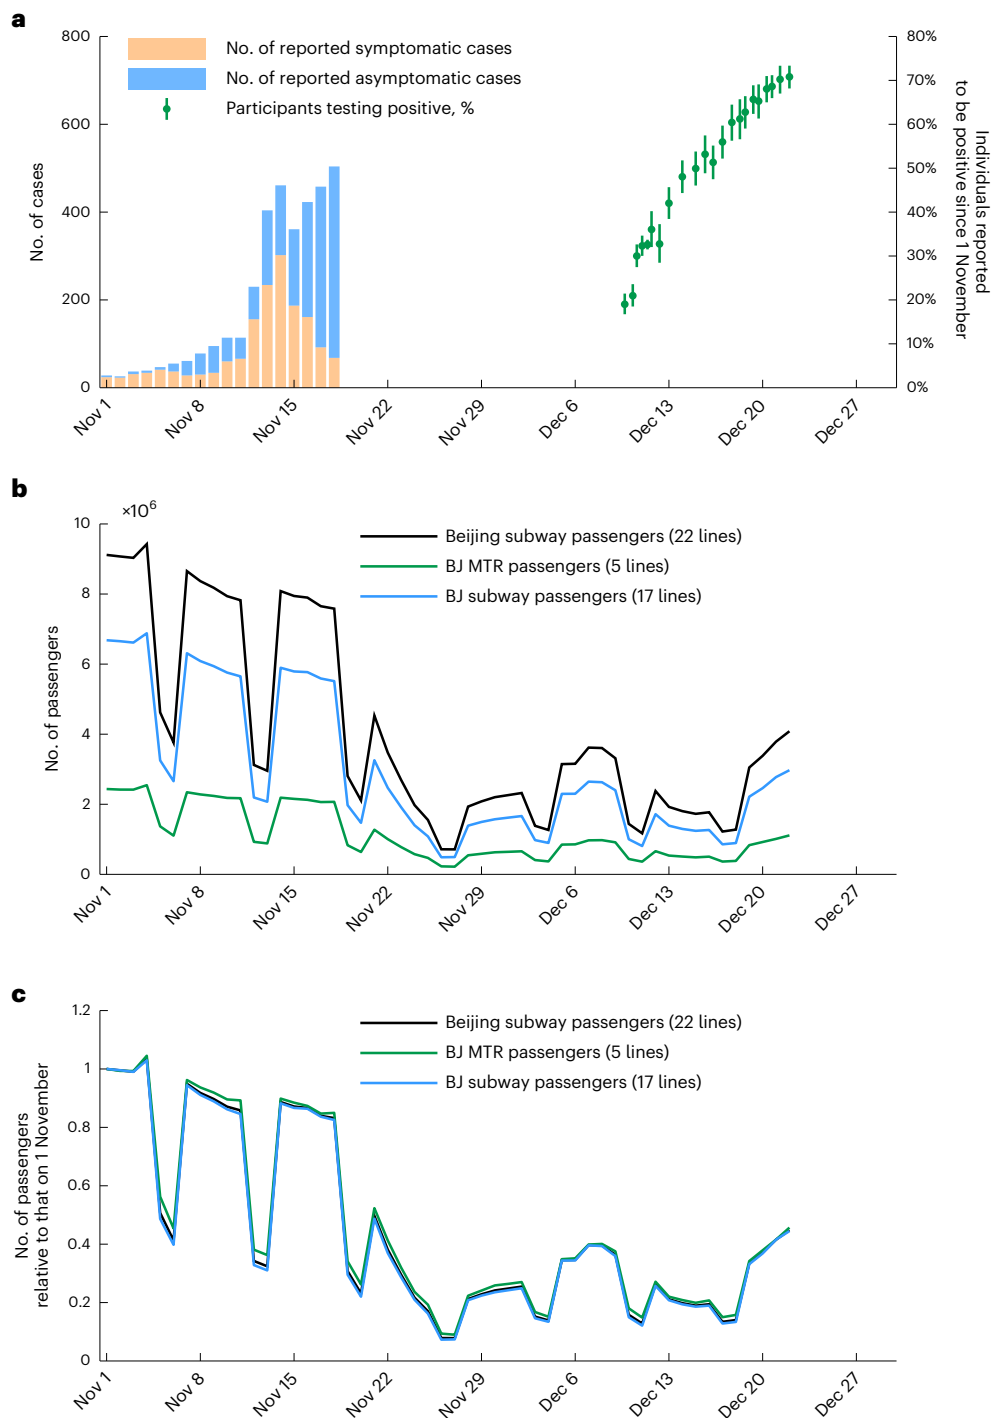 a
No. of reported symptomatic cases
No. of reported asymptomatic cases
Participants testing positive, %
800
600
400
200
0
No. of cases
80%
70%
60%
50%
40%
30%
20%
10%
0%
Individuals reported
to be positive since 1 November
Nov 1
Nov 8
Nov 15
Nov 22
Nov 29
Dec 6
Dec 13
Dec 20
Dec 27
b
×10⁶
10
8
6
4
2
0
No. of passengers
Beijing subway passengers (22 lines)
BJ MTR passengers (5 lines)
BJ subway passengers (17 lines)
Nov 1
Nov 8
Nov 15
Nov 22
Nov 29
Dec 6
Dec 13
Dec 20
Dec 27
c
1.2
1
0.8
0.6
0.4
0.2
0
No. of passengers
relative to that on 1 November
Beijing subway passengers (22 lines)
BJ MTR passengers (5 lines)
BJ subway passengers (17 lines)
Nov 1
Nov 8
Nov 15
Nov 22
Nov 29
Dec 6
Dec 13
Dec 20
Dec 27